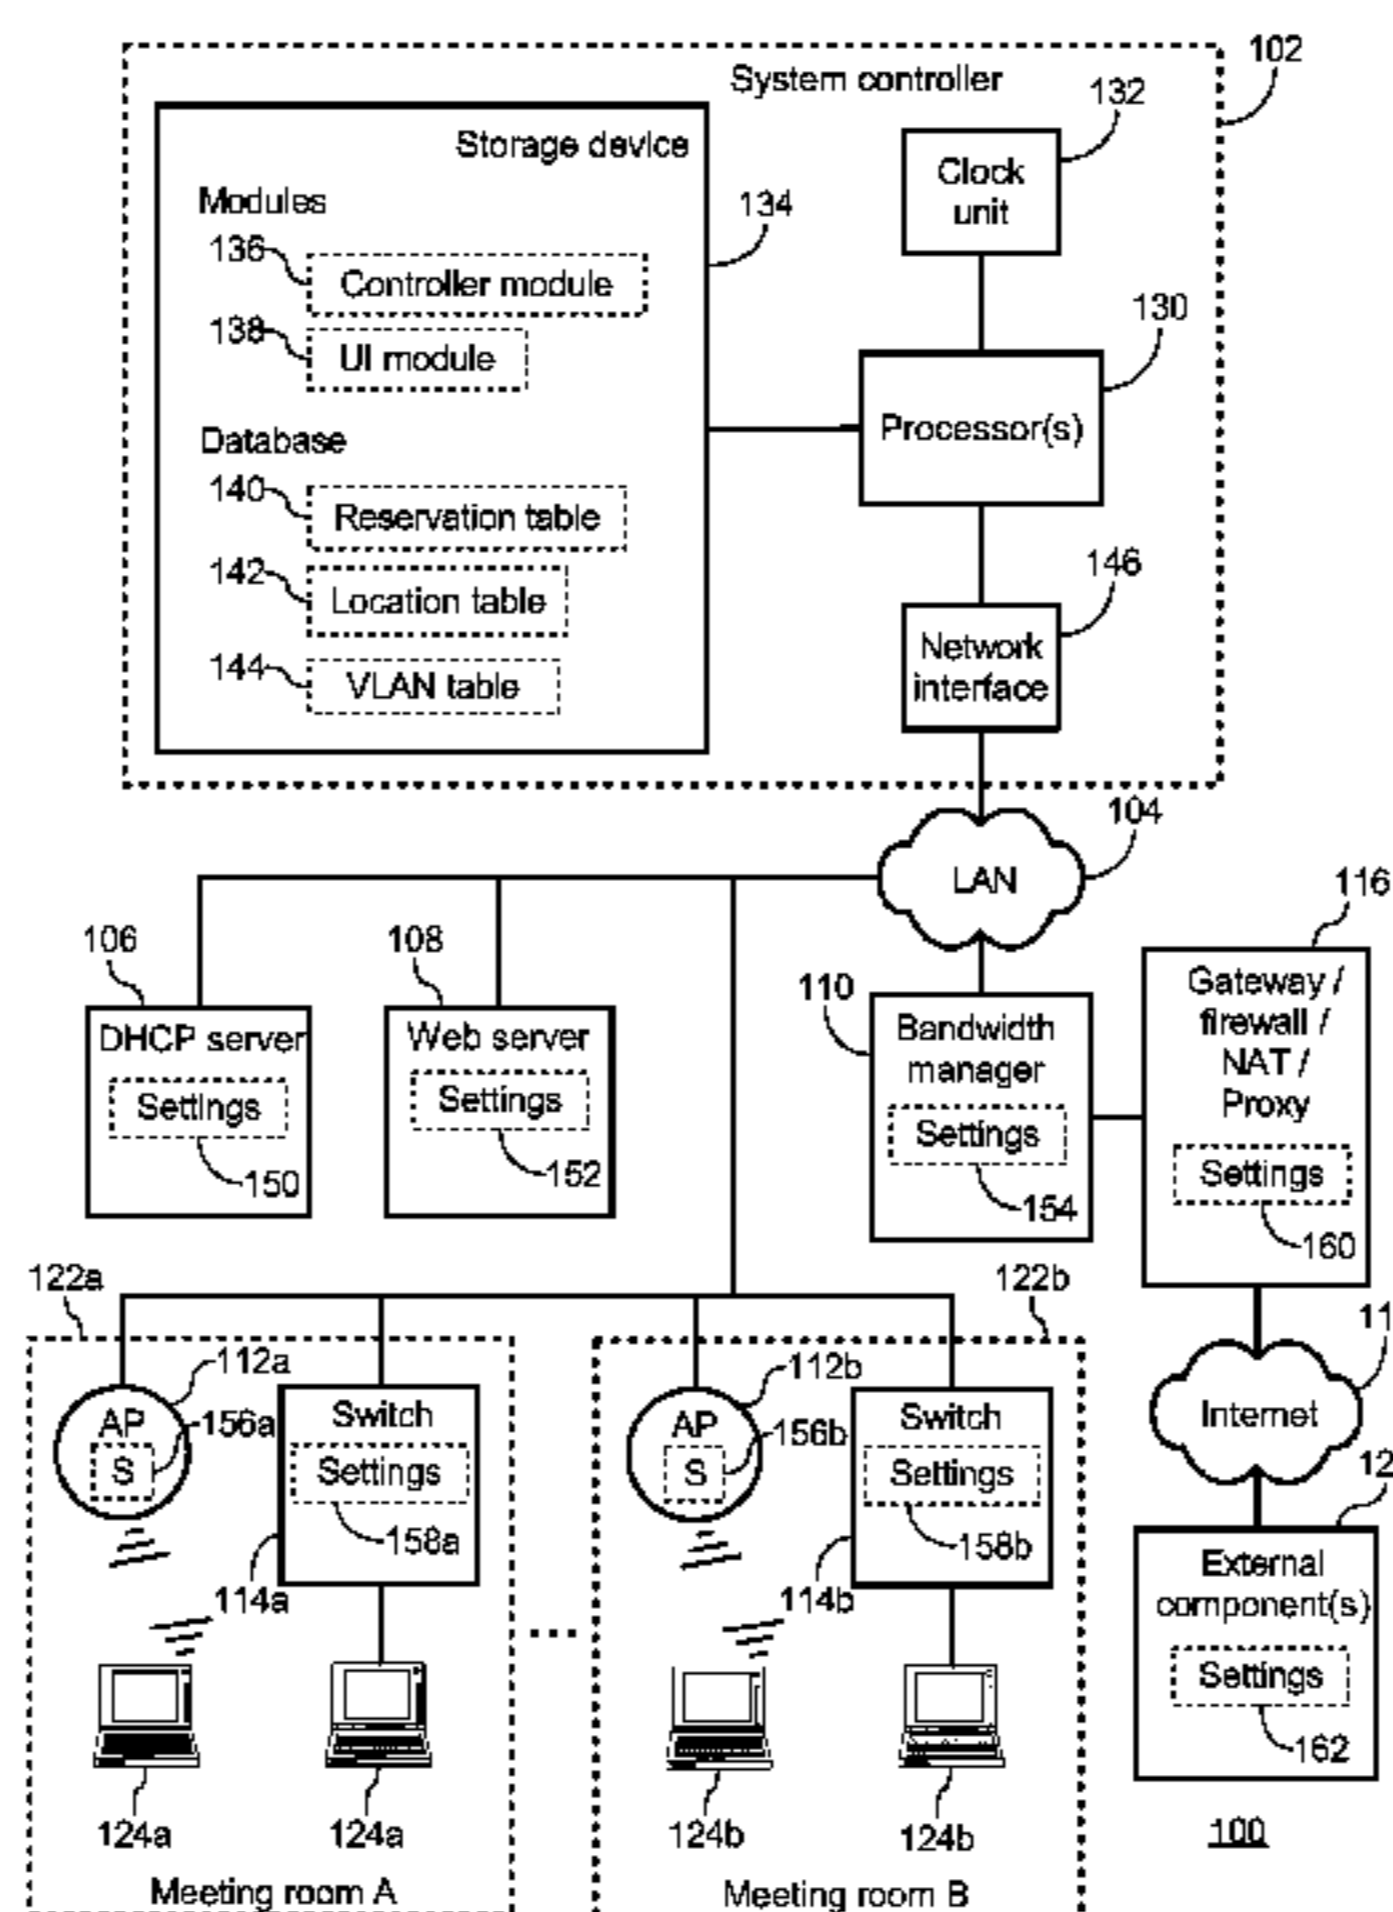 102
System controller
132
Storage device
Clock
unit
Modules
134
136
Controller module
130
138
UI module
Processor(s)
Database
140
Reservation table
142
Location table
146
Network
interface
144
VLAN table
104
LAN
116
106
108
110
Gateway /
firewall /
NAT /
Proxy
DHCP server
Settings
150
Web server
Settings
152
Bandwidth
manager
Settings
154
Settings
160
122a
122b
112a
AP
156a
S
Switch
Settings
158a
114a
112b
AP
156b
S
Switch
Settings
158b
114b
11
Internet
12
External
component(s)
Settings
162
...
124a
124a
124b
124b
100
Meeting room A
Meeting room B